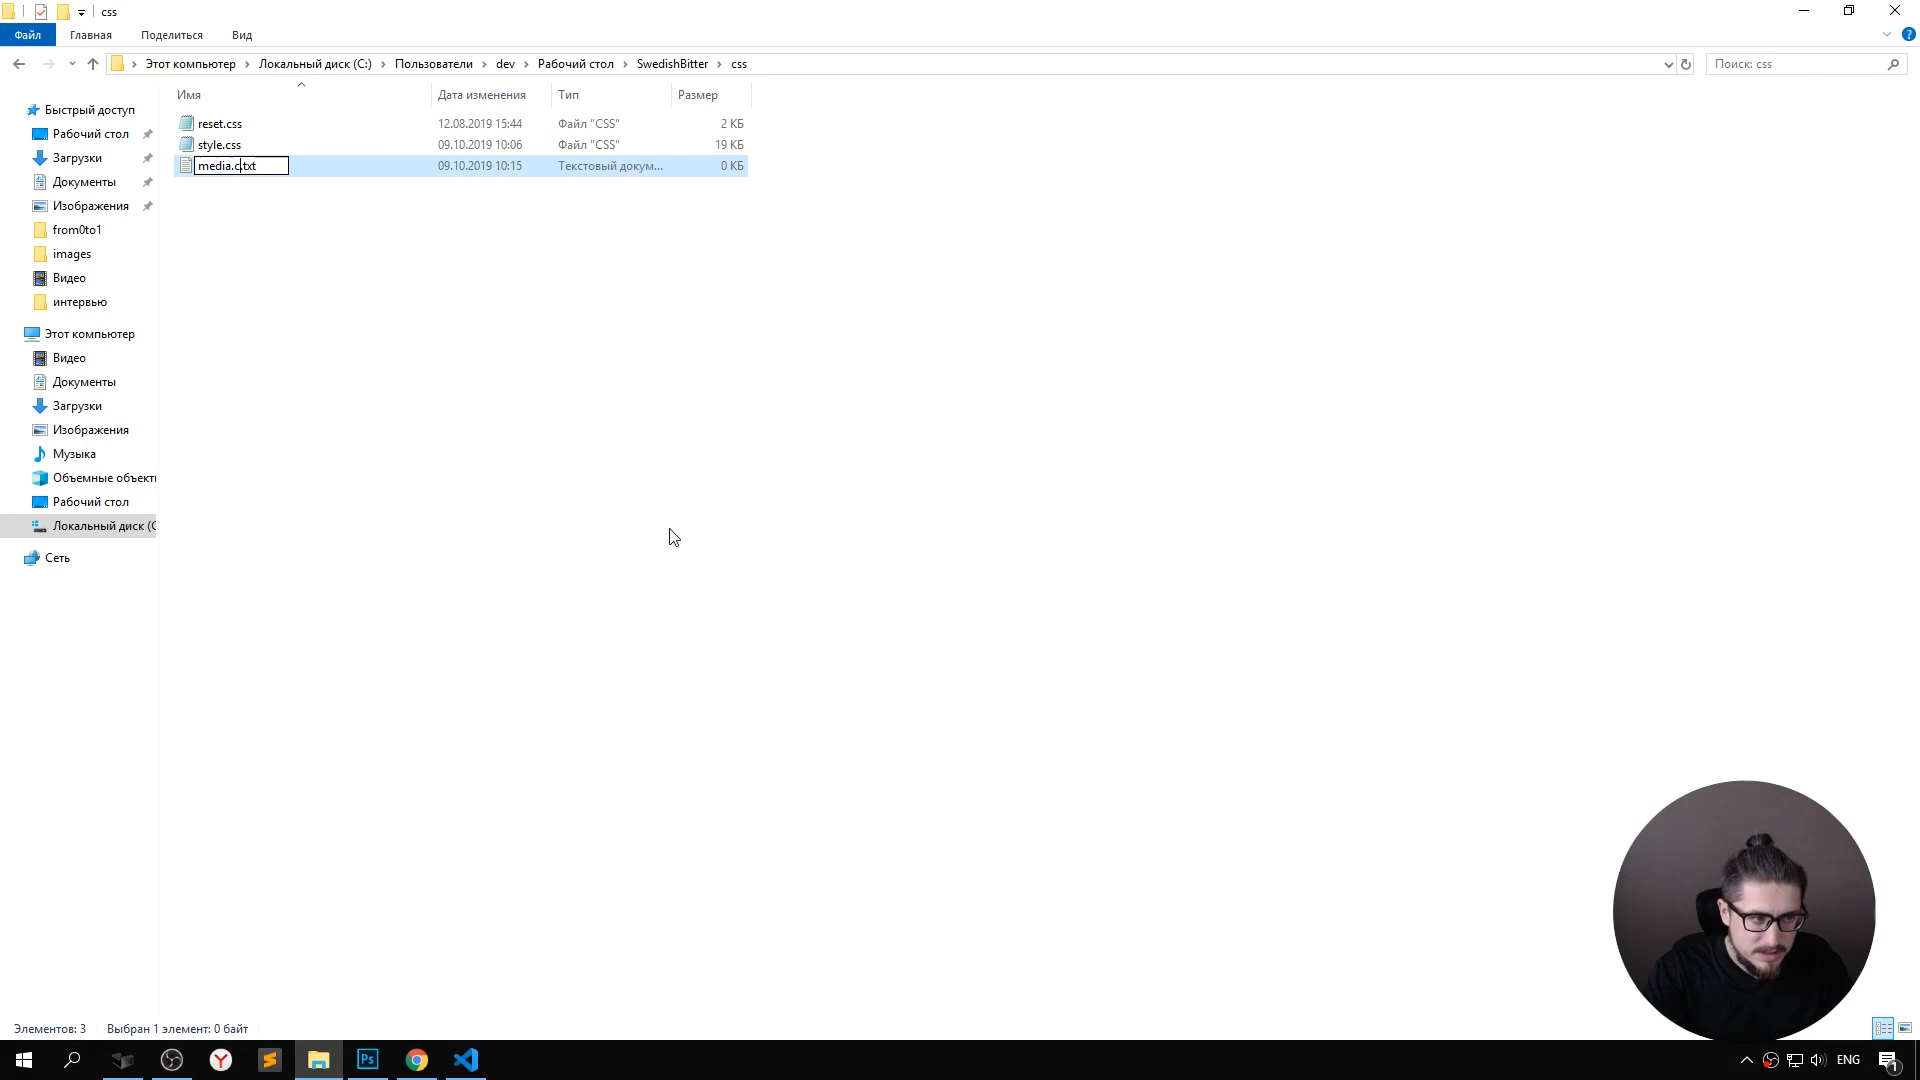 css
Файл Главная Поделиться Вид
Этот компьютер Локальный диск (C:) Пользователи dev Рабочий стол SwedishBitter css
Поиск: css
Имя Дата изменения Тип Размер
reset.css 12.08.2019 15:44 Файл "CSS" 2 КБ
style.css 09.10.2019 10:06 Файл "CSS" 19 КБ
media.c.txt 09.10.2019 10:15 Текстовый докум... 0 КБ
Быстрый доступ
Рабочий стол
Загрузки
Документы
Изображения
from0to1
images
Видео
интервью
Этот компьютер
Видео
Документы
Загрузки
Изображения
Музыка
Объемные объекты
Рабочий стол
Локальный диск (C
Сеть
Элементов: 3 Выбран 1 элемент: 0 байт
Y Ps ENG 1